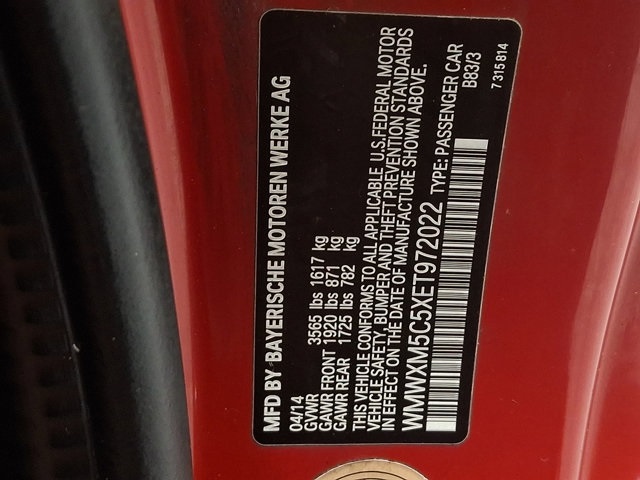 MFD BY BAYERISCHE MOTOREN WERKE AG
04/14
GVWR 3565 lbs 1617 kg
GAWR FRONT 1920 lbs 871 kg
GAWR REAR 1725 lbs 782 kg
THIS VEHICLE CONFORMS TO ALL APPLICABLE U.S.FEDERAL MOTOR
VEHICLE SAFETY, BUMPER AND THEFT PREVENTION STANDARDS
IN EFFECT ON THE DATE OF MANUFACTURE SHOWN ABOVE.
WMWXM5C5XET972022 TYPE: PASSENGER CAR
B83/3
7 315 814